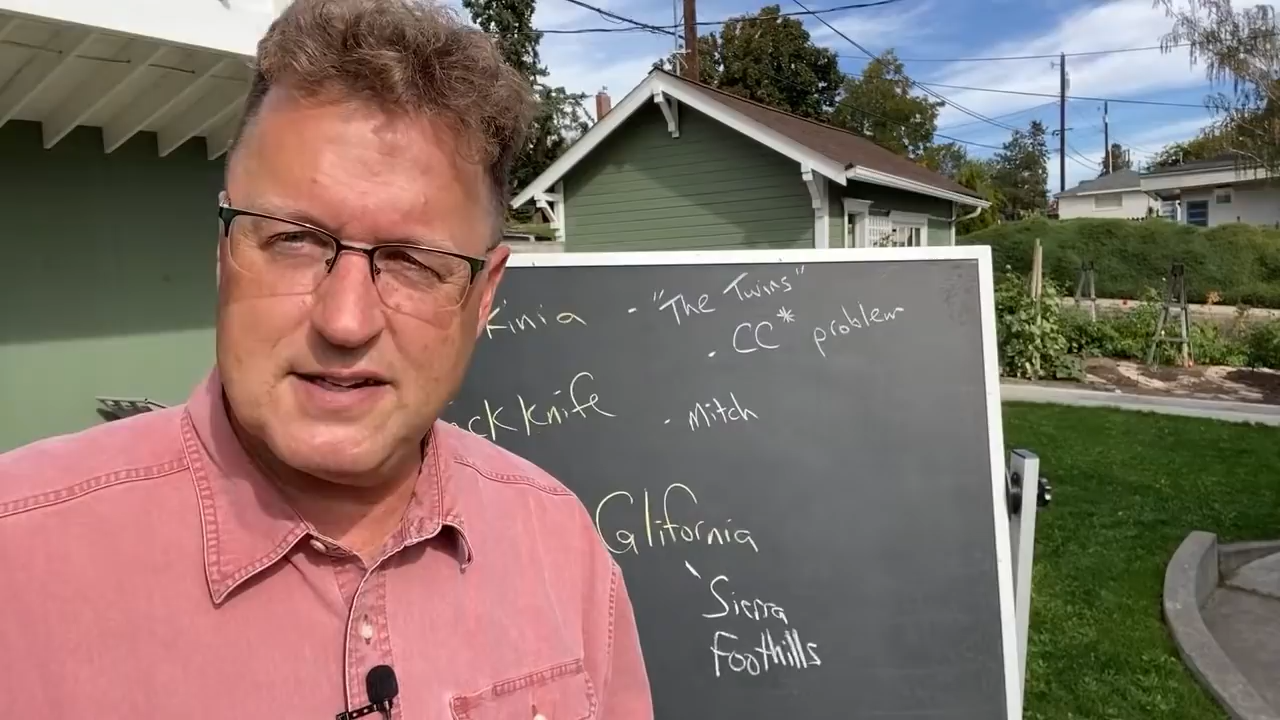 kinia - "The Twins"
· CC* problem
ckknife - Mitch
California
Sierra
Foothills